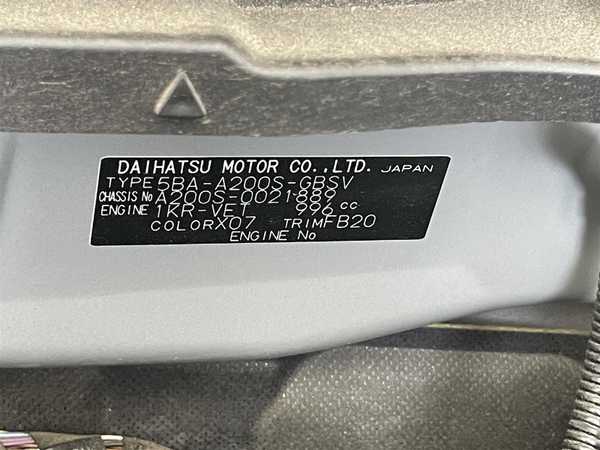 DAIHATSU MOTOR CO.,LTD. JAPAN
TYPE 5BA-A200S-GBSV
CHASSIS No A200S-0021889
ENGINE 1KR-VET 996 cc
COLOR X07 TRIM FB20
ENGINE No